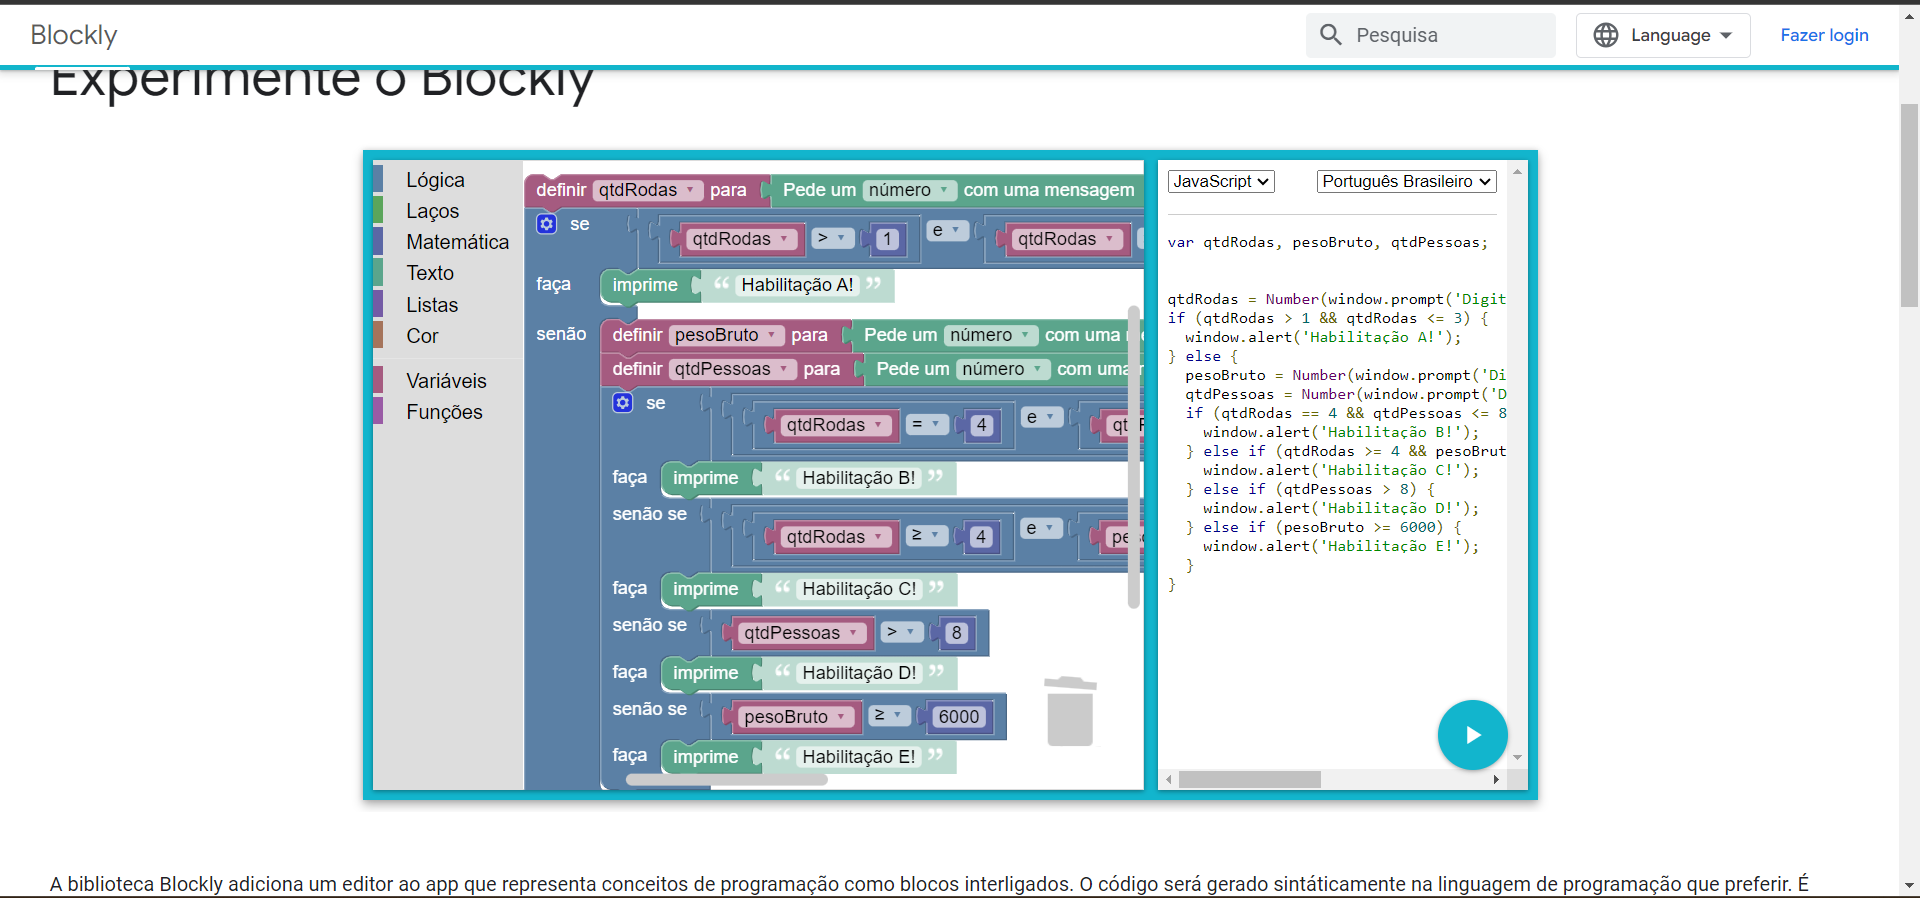 Blockly
Pesquisa
Language
Fazer login
Experimente o Blockly
Lógica
Laços
Matemática
Texto
Listas
Cor
Variáveis
Funções
definir qtdRodas para Pede um número com uma mensagem
se qtdRodas > 1 e qtdRodas
faça imprime “ Habilitação A! ”
senão definir pesoBruto para Pede um número com uma
definir qtdPessoas para Pede um número com uma
se qtdRodas = 4 e
faça imprime “ Habilitação B! ”
senão se qtdRodas ≥ 4 e
faça imprime “ Habilitação C! ”
senão se qtdPessoas > 8
faça imprime “ Habilitação D! ”
senão se pesoBruto ≥ 6000
faça imprime “ Habilitação E! ”
JavaScript
Português Brasileiro
var qtdRodas, pesoBruto, qtdPessoas;
qtdRodas = Number(window.prompt('Digit
if (qtdRodas > 1 && qtdRodas <= 3) {
window.alert('Habilitação A!');
} else {
pesoBruto = Number(window.prompt('Di
qtdPessoas = Number(window.prompt('D
if (qtdRodas == 4 && qtdPessoas <= 8
window.alert('Habilitação B!');
} else if (qtdRodas >= 4 && pesoBrut
window.alert('Habilitação C!');
} else if (qtdPessoas > 8) {
window.alert('Habilitação D!');
} else if (pesoBruto >= 6000) {
window.alert('Habilitação E!');
}
}
A biblioteca Blockly adiciona um editor ao app que representa conceitos de programação como blocos interligados. O código será gerado sintáticamente na linguagem de programação que preferir. É